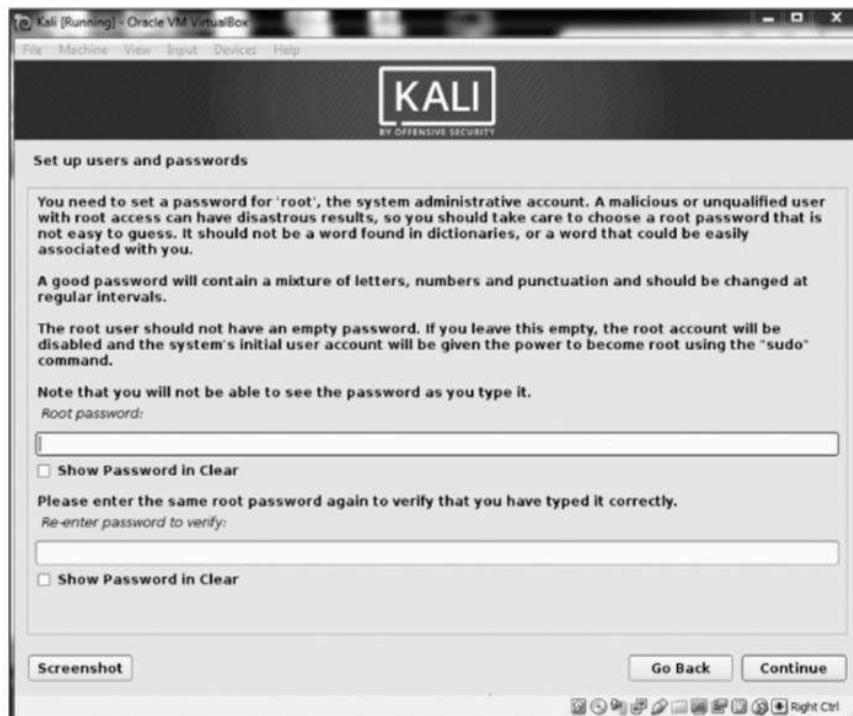 Kali [Running] - Oracle VM VirtualBox
File Machine View Input Devices Help
KALI
BY OFFENSIVE SECURITY
Set up users and passwords
You need to set a password for 'root', the system administrative account. A malicious or unqualified user
with root access can have disastrous results, so you should take care to choose a root password that is
not easy to guess. It should not be a word found in dictionaries, or a word that could be easily
associated with you.
A good password will contain a mixture of letters, numbers and punctuation and should be changed at
regular intervals.
The root user should not have an empty password. If you leave this empty, the root account will be
disabled and the system's initial user account will be given the power to become root using the "sudo"
command.
Note that you will not be able to see the password as you type it.
Root password:
Show Password in Clear
Please enter the same root password again to verify that you have typed it correctly.
Re-enter password to verify:
Show Password in Clear
Screenshot
Go Back
Continue
Right Ctrl